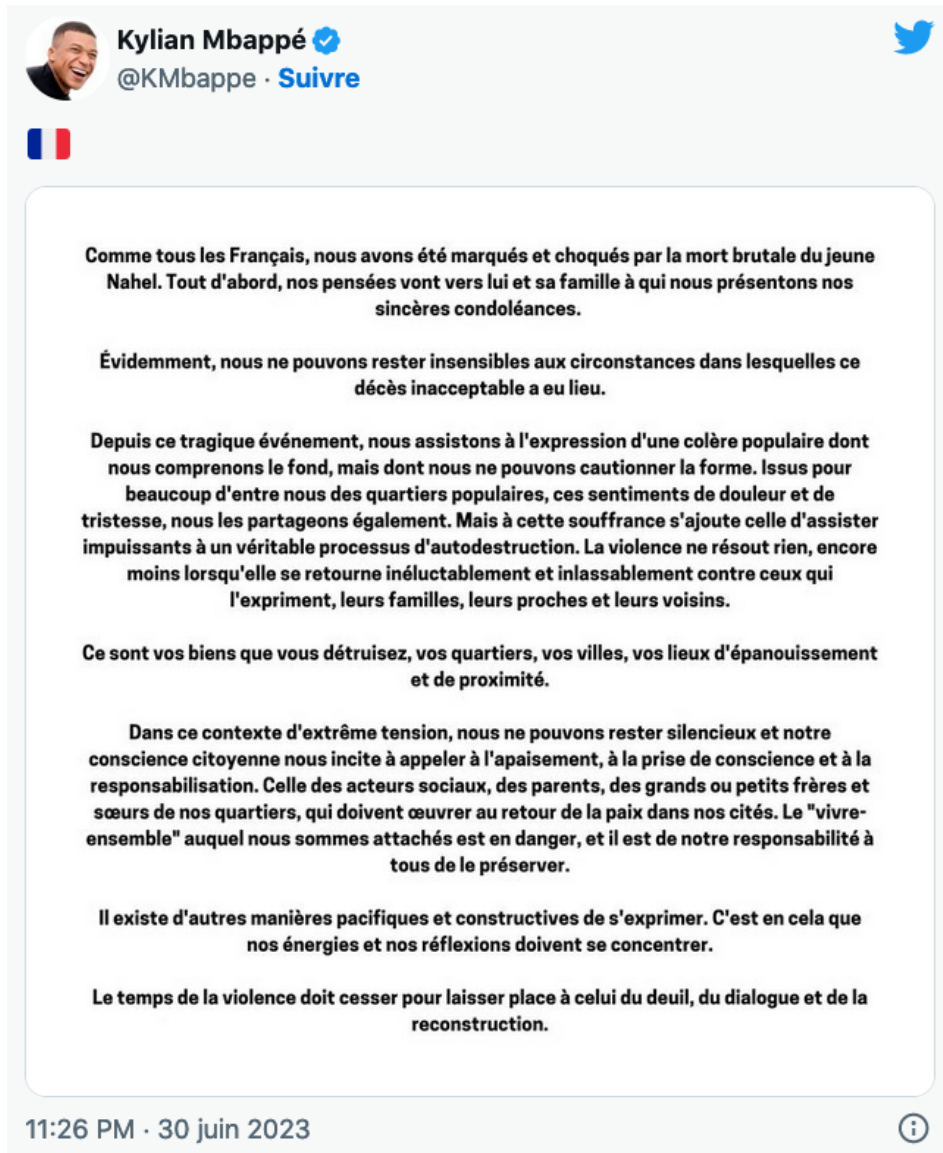 Kylian Mbappé
@KMbappe · Suivre
Comme tous les Français, nous avons été marqués et choqués par la mort brutale du jeune
Nahel. Tout d'abord, nos pensées vont vers lui et sa famille à qui nous présentons nos
sincères condoléances.
Évidemment, nous ne pouvons rester insensibles aux circonstances dans lesquelles ce
décès inacceptable a eu lieu.
Depuis ce tragique événement, nous assistons à l'expression d'une colère populaire dont
nous comprenons le fond, mais dont nous ne pouvons cautionner la forme. Issus pour
beaucoup d'entre nous des quartiers populaires, ces sentiments de douleur et de
tristesse, nous les partageons également. Mais à cette souffrance s'ajoute celle d'assister
impuissants à un véritable processus d'autodestruction. La violence ne résout rien, encore
moins lorsqu'elle se retourne inéluctablement et inlassablement contre ceux qui
l'expriment, leurs familles, leurs proches et leurs voisins.
Ce sont vos biens que vous détruisez, vos quartiers, vos villes, vos lieux d'épanouissement
et de proximité.
Dans ce contexte d'extrême tension, nous ne pouvons rester silencieux et notre
conscience citoyenne nous incite à appeler à l'apaisement, à la prise de conscience et à la
responsabilisation. Celle des acteurs sociaux, des parents, des grands ou petits frères et
sœurs de nos quartiers, qui doivent œuvrer au retour de la paix dans nos cités. Le "vivre-
ensemble" auquel nous sommes attachés est en danger, et il est de notre responsabilité à
tous de le préserver.
Il existe d'autres manières pacifiques et constructives de s'exprimer. C'est en cela que
nos énergies et nos réflexions doivent se concentrer.
Le temps de la violence doit cesser pour laisser place à celui du deuil, du dialogue et de la
reconstruction.
11:26 PM · 30 juin 2023